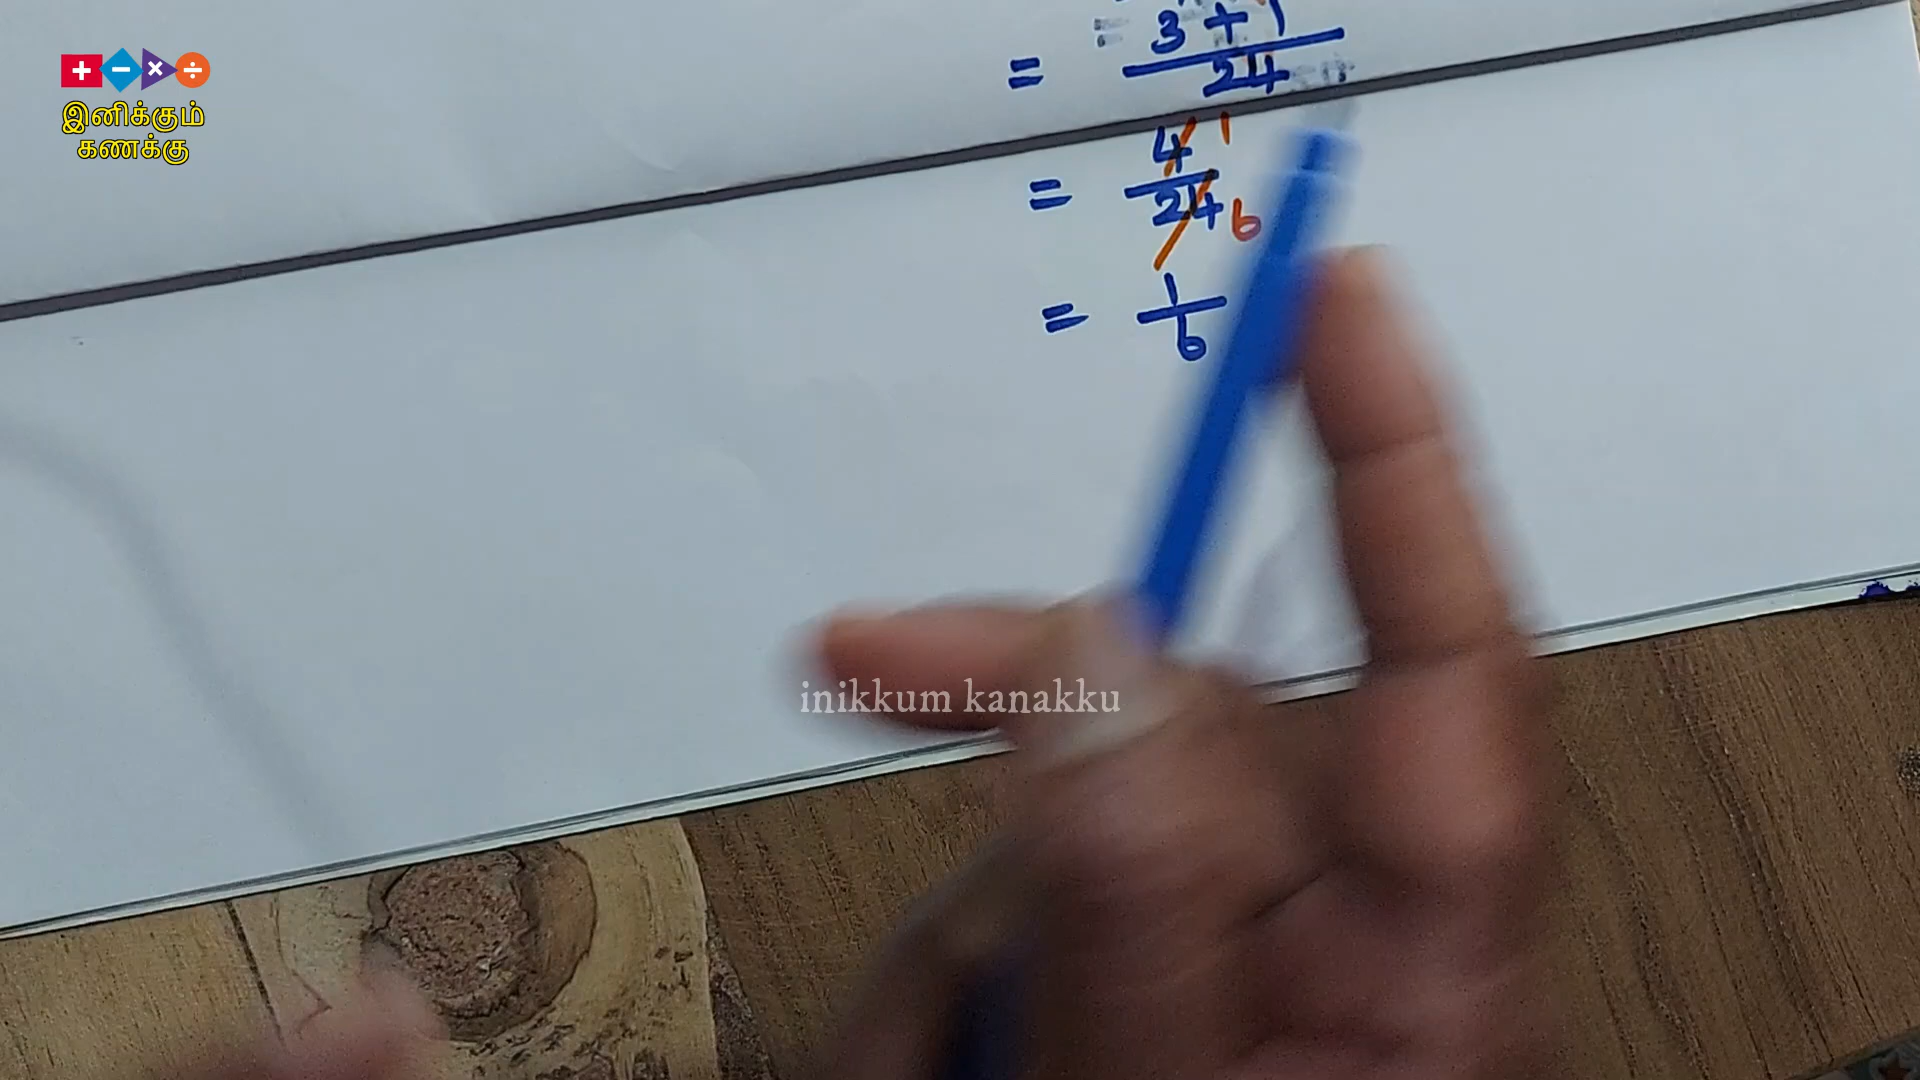 + - × ÷
இனிக்கும்
கணக்கு
= 3 + 1 / 24
= 4 / 24 1 6
= 1 / 6
inikkum kanakku